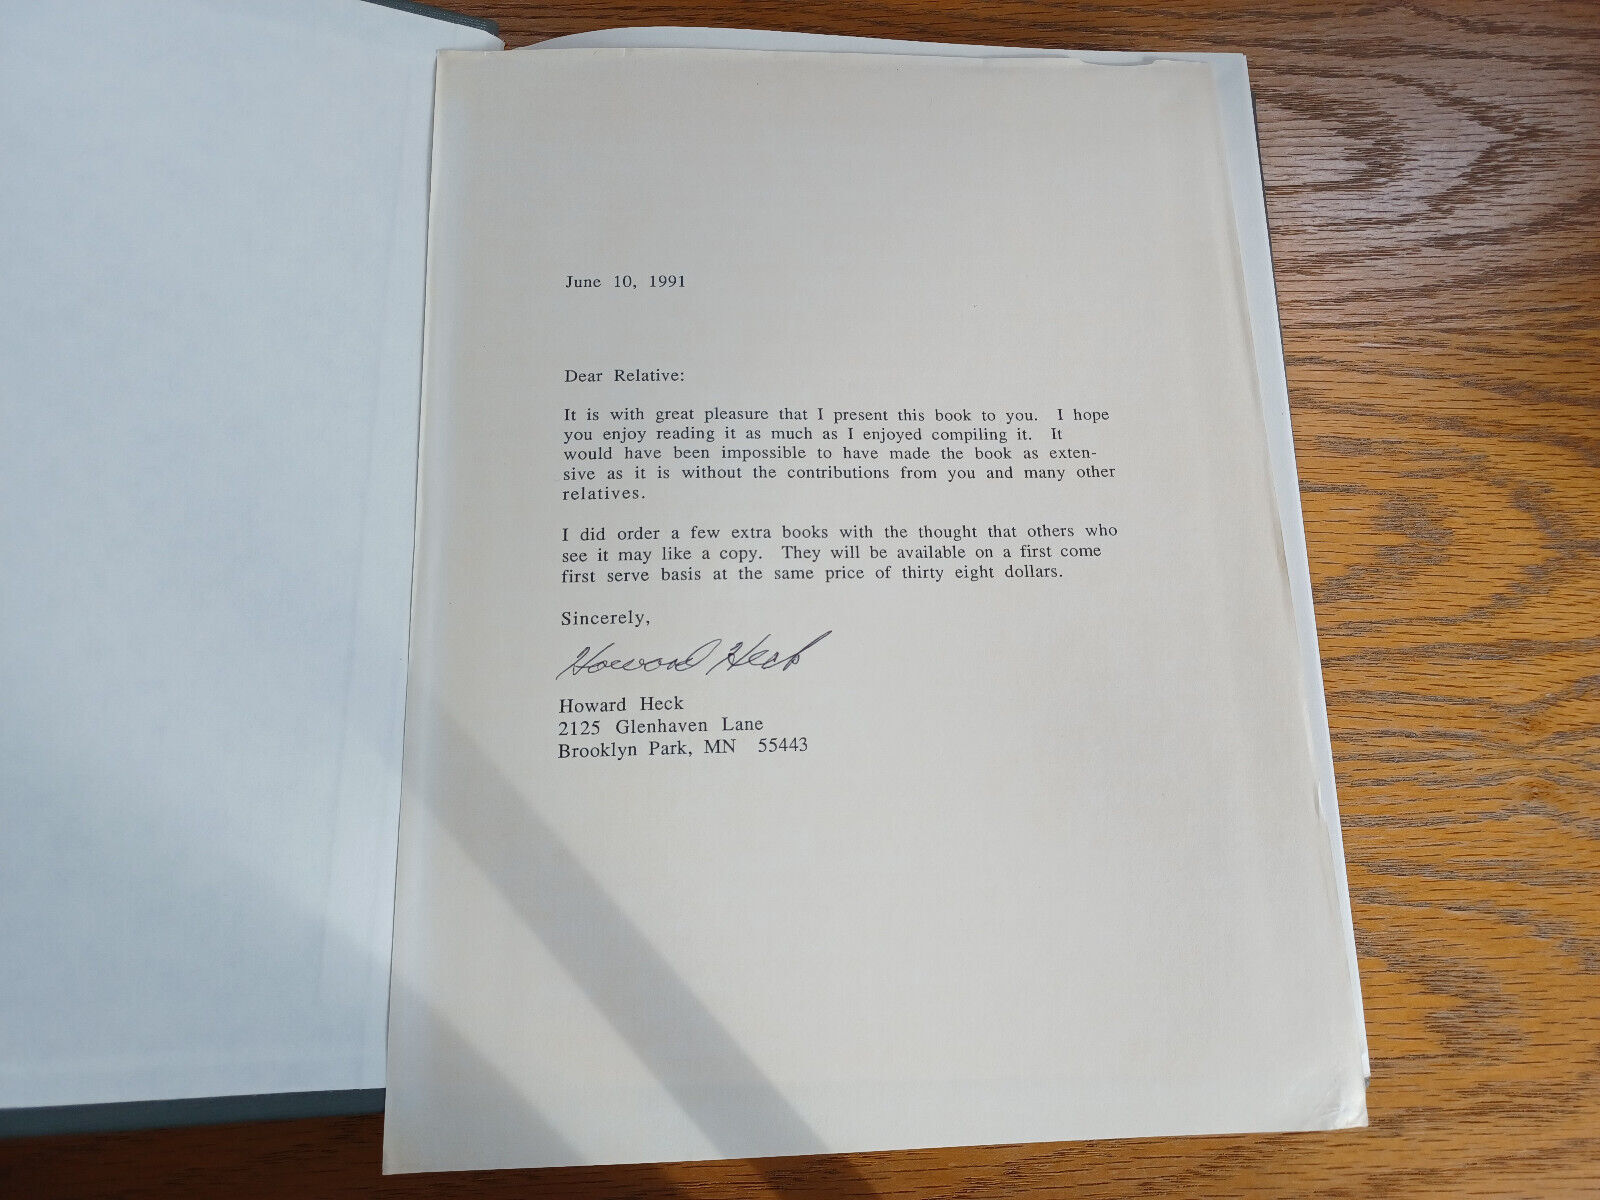 June 10, 1991
Dear Relative:
It is with great pleasure that I present this book to you. I hope
you enjoy reading it as much as I enjoyed compiling it. It
would have been impossible to have made the book as exten-
sive as it is without the contributions from you and many other
relatives.
I did order a few extra books with the thought that others who
see it may like a copy. They will be available on a first come
first serve basis at the same price of thirty eight dollars.
Sincerely,
Howard Heck
Howard Heck
2125 Glenhaven Lane
Brooklyn Park, MN 55443